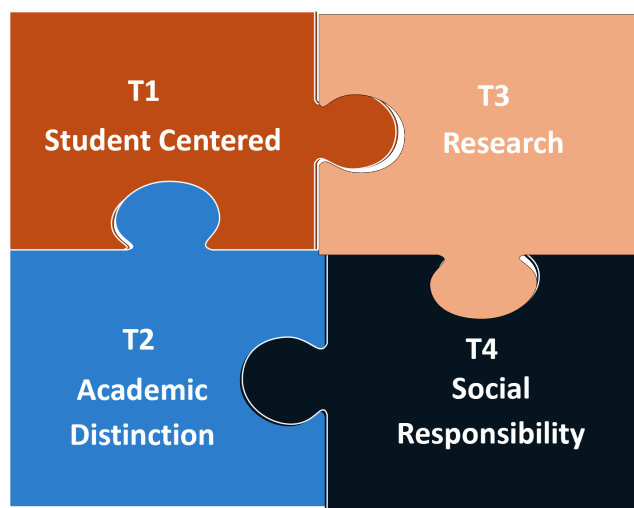 T1
Student Centered
T3
Research
T2
Academic
Distinction
T4
Social
Responsibility